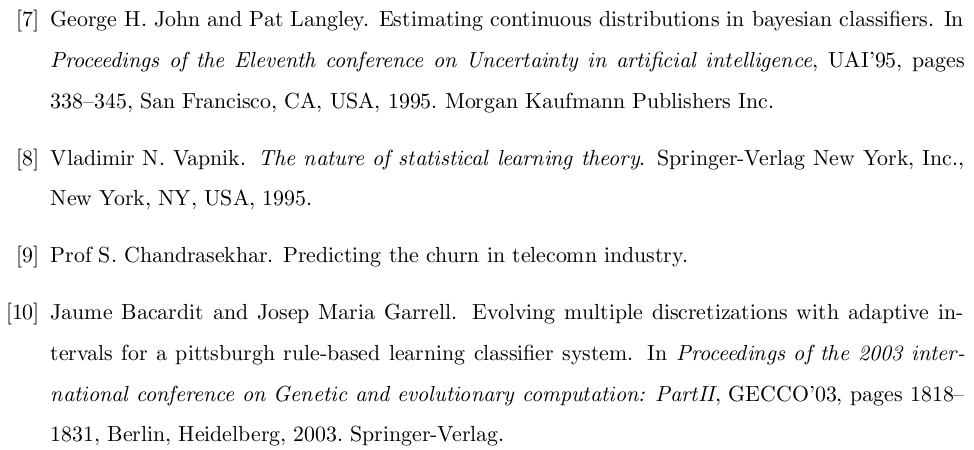 [7] George H. John and Pat Langley. Estimating continuous distributions in bayesian classifiers. In
Proceedings of the Eleventh conference on Uncertainty in artificial intelligence, UAI'95, pages
338–345, San Francisco, CA, USA, 1995. Morgan Kaufmann Publishers Inc.
[8] Vladimir N. Vapnik. The nature of statistical learning theory. Springer-Verlag New York, Inc.,
New York, NY, USA, 1995.
[9] Prof S. Chandrasekhar. Predicting the churn in telecomn industry.
[10] Jaume Bacardit and Josep Maria Garrell. Evolving multiple discretizations with adaptive in-
tervals for a pittsburgh rule-based learning classifier system. In Proceedings of the 2003 inter-
national conference on Genetic and evolutionary computation: PartII, GECCO'03, pages 1818–
1831, Berlin, Heidelberg, 2003. Springer-Verlag.